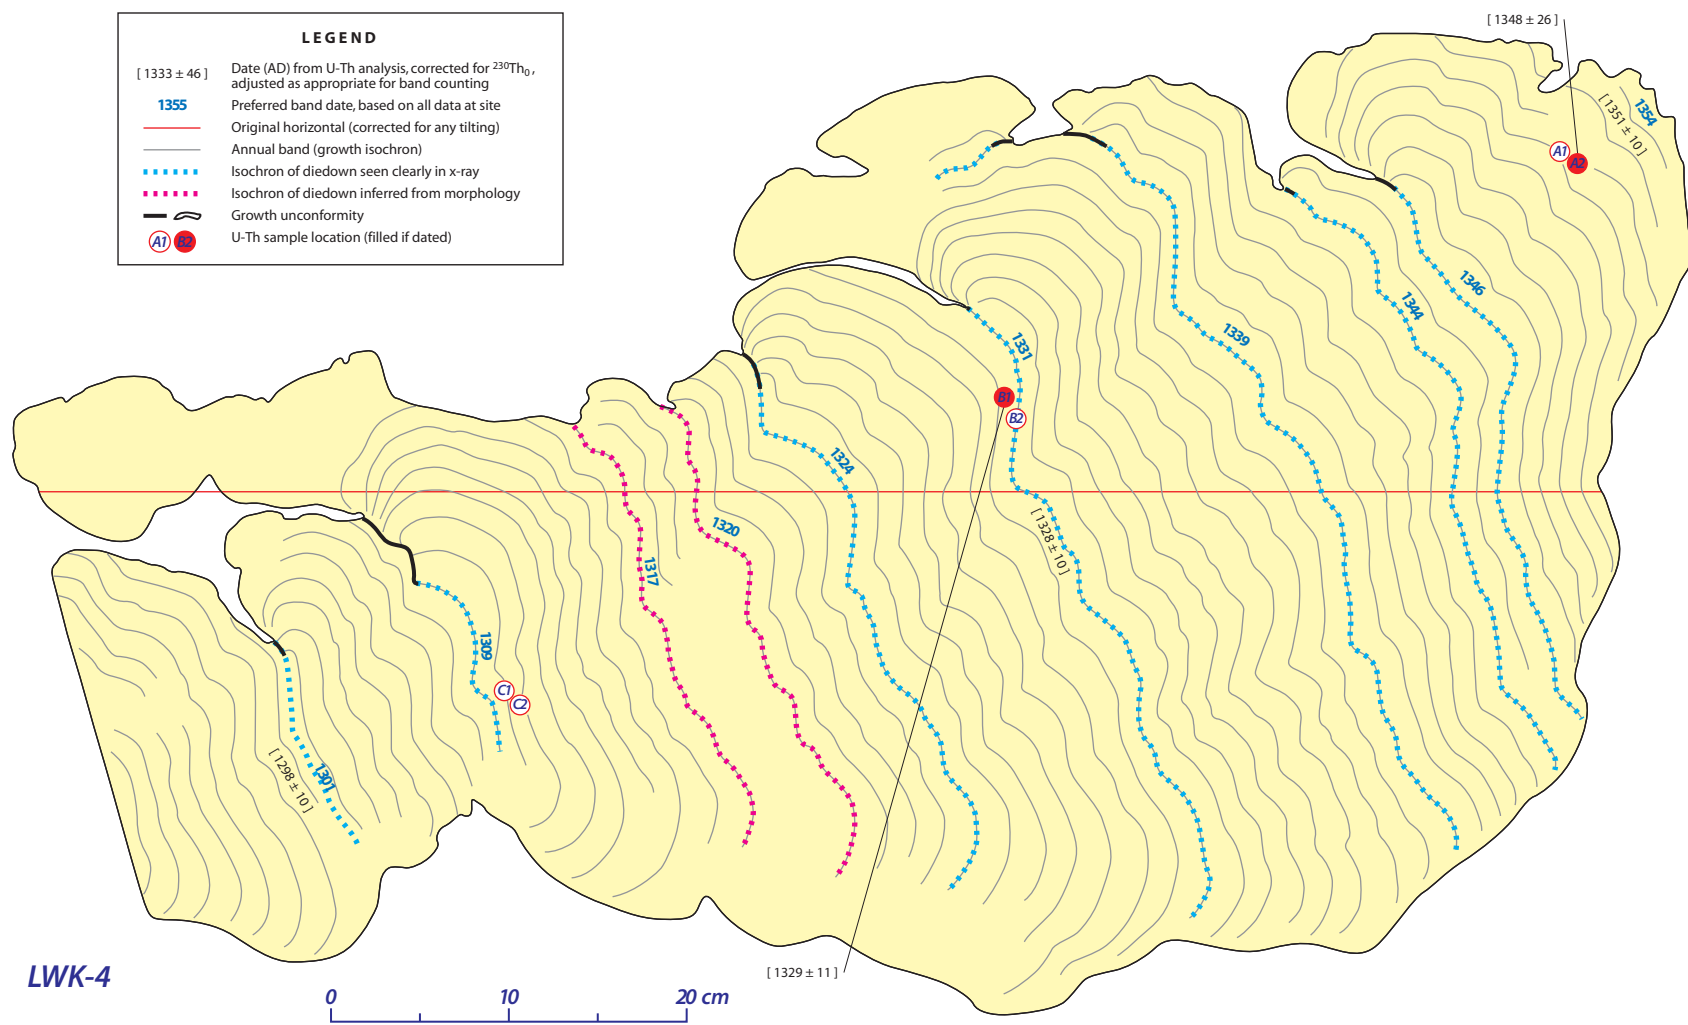 LEGEND
[ 1333 ± 46 ] Date (AD) from U-Th analysis, corrected for ²³⁰Th₀ ,
adjusted as appropriate for band counting
1355 Preferred band date, based on all data at site
Original horizontal (corrected for any tilting)
Annual band (growth isochron)
Isochron of diedown seen clearly in x-ray
Isochron of diedown inferred from morphology
Growth unconformity
A1 B2 U-Th sample location (filled if dated)
[ 1348 ± 26 ]
1354
[ 1351 ± 10 ]
A1
A2
1346
1344
1339
1331
B1
B2
1324
[ 1328 ± 10 ]
1320
1317
1309
C1
C2
1301
[ 1298 ± 10 ]
[ 1329 ± 11 ]
LWK-4
0 10 20 cm